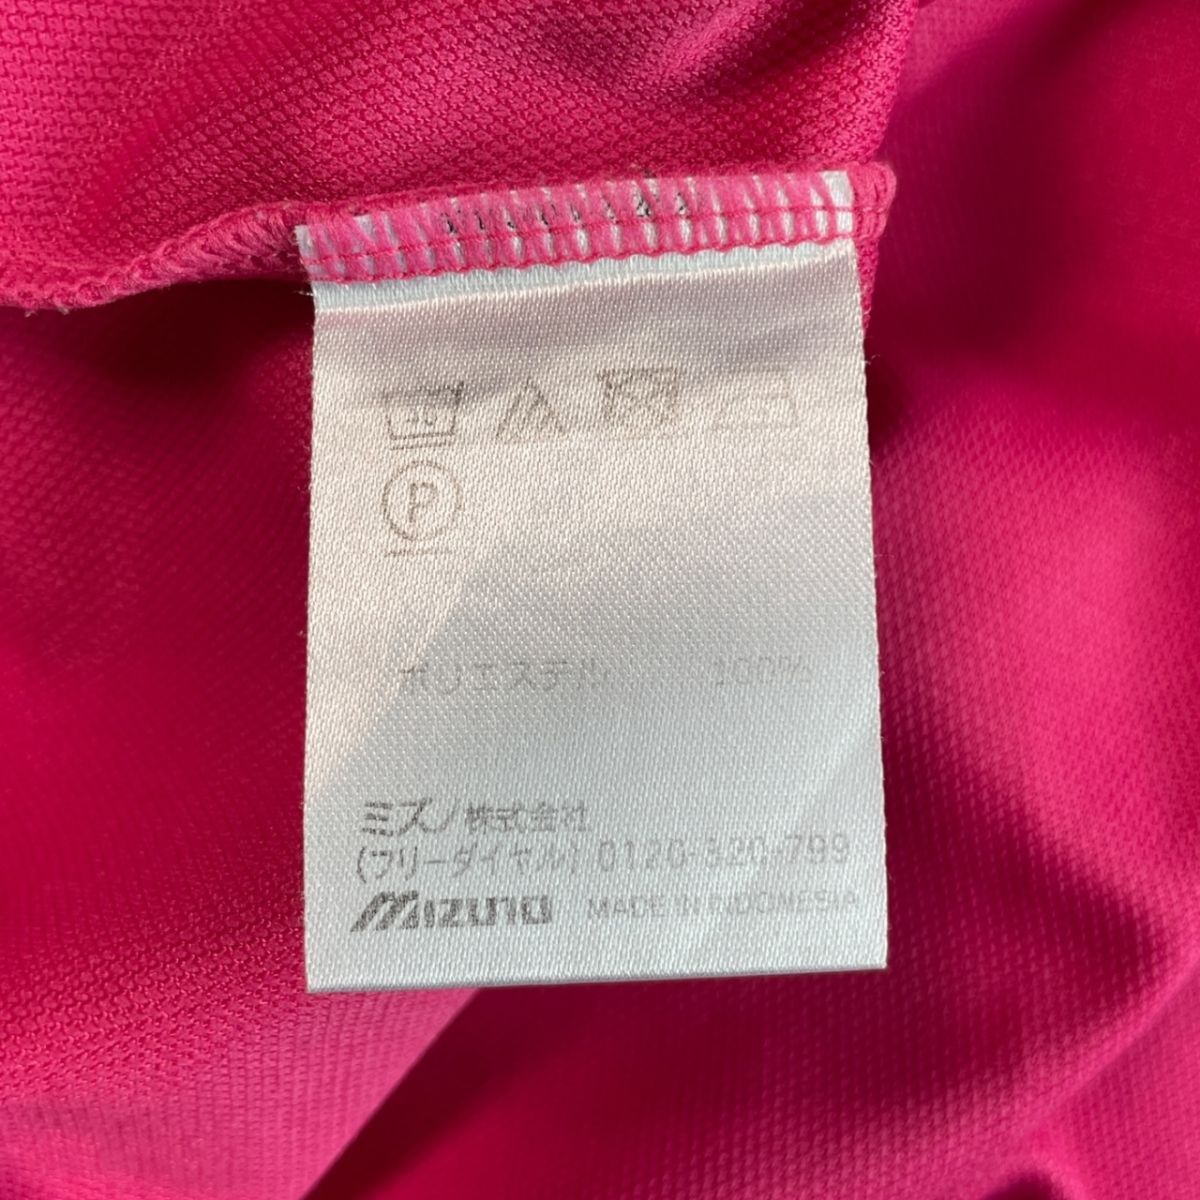 P
ポリエステル 100%
ミズノ株式会社
(フリーダイヤル) 0120-320-799
MIZUNO MADE IN INDONESIA